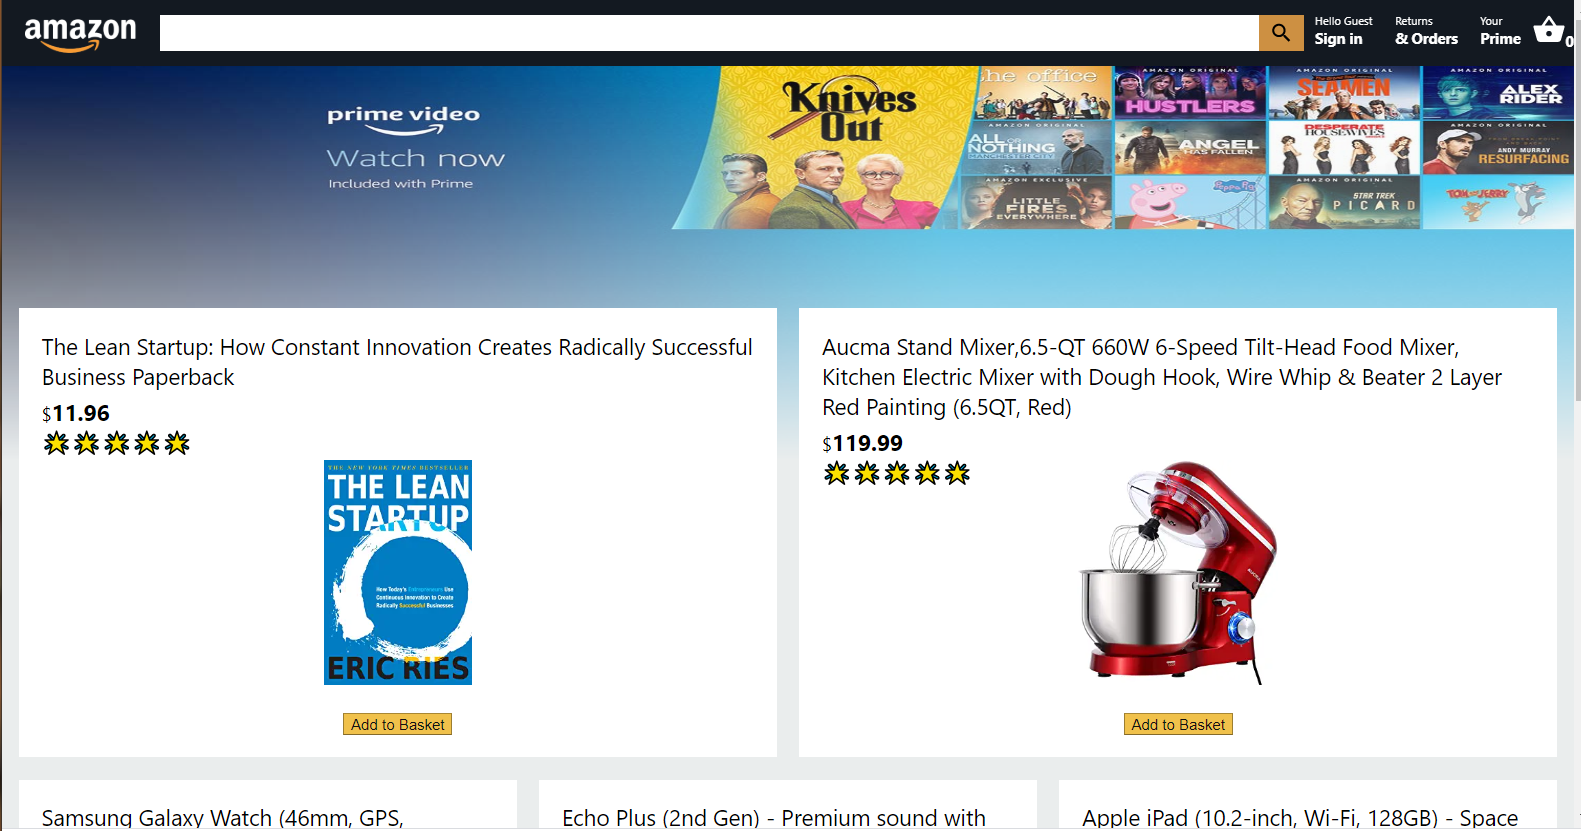 amazon
Hello Guest
Sign in
Returns
& Orders
Your
Prime
0
prime video
Watch now
Included with Prime
Knives
Out
the office
AMAZON ORIGINAL
HUSTLERS
AMAZON ORIGINAL
SEAMEN
AMAZON ORIGINAL
ALEX
RIDER
AMAZON ORIGINAL
ALL OR
NOTHING
MANCHESTER CITY
ANGEL
HAS FALLEN
DESPERATE
HOUSEWIVES
AMAZON ORIGINAL
ANDY MURRAY
RESURFACING
AMAZON EXCLUSIVE
LITTLE
FIRES
EVERYWHERE
Peppa Pig
AMAZON ORIGINAL
STAR TREK
PICARD
TOM and JERRY
The Lean Startup: How Constant Innovation Creates Radically Successful
Business Paperback
$11.96
THE NEW YORK TIMES BESTSELLER
THE LEAN
STARTUP
How Today's Entrepreneurs Use
Continuous Innovation to Create
Radically Successful Businesses
ERIC RIES
Add to Basket
Aucma Stand Mixer,6.5-QT 660W 6-Speed Tilt-Head Food Mixer,
Kitchen Electric Mixer with Dough Hook, Wire Whip & Beater 2 Layer
Red Painting (6.5QT, Red)
$119.99
AUCMA
Add to Basket
Samsung Galaxy Watch (46mm, GPS,
Echo Plus (2nd Gen) - Premium sound with
Apple iPad (10.2-inch, Wi-Fi, 128GB) - Space